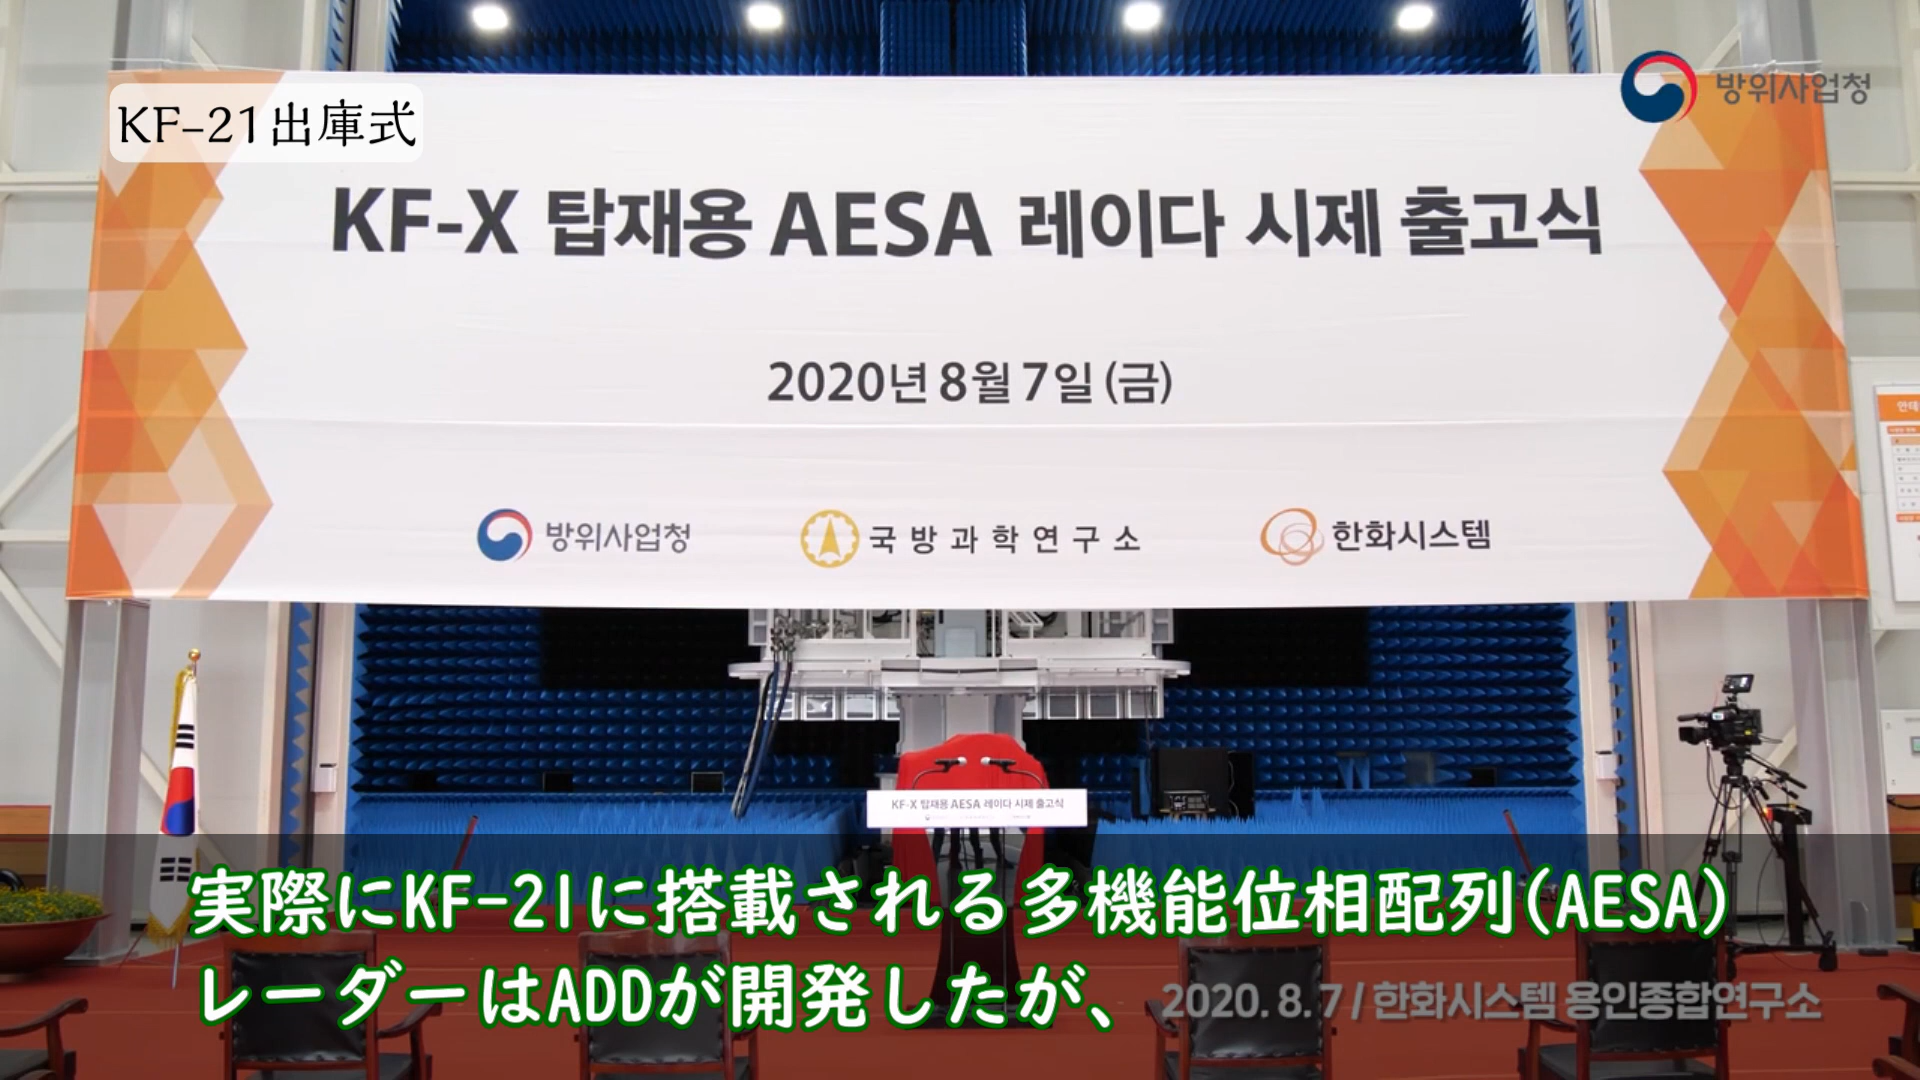 방위사업청
KF-21出庫式
KF-X 탑재용 AESA 레이다 시제 출고식
2020년 8월 7일 (금)
방위사업청
국방과학연구소
한화시스템
KF-X 탑재용 AESA 레이다 시제 출고식
実際にKF-21に搭載される多機能位相配列(AESA)
レーダーはADDが開発したが、
2020. 8. 7 / 한화시스템 용인종합연구소